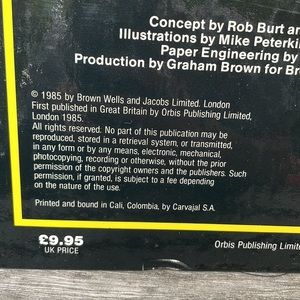 Concept by Rob Burt an
Illustrations by Mike Peterki
Paper Engineering by
Production by Graham Brown for Br
© 1985 by Brown Wells and Jacobs Limited. London
First published in Great Britain by Orbis Publishing Limited,
London 1985.
All rights reserved. No part of this publication may be
reproduced, stored in a retrieval system, or transmitted,
in any form or by any means, electronic, mechanical,
photocopying, recording or otherwise, without the prior
permission of the copyright owners and the publishers. Such
permission, if granted, is subject to a fee depending
on the nature of the use.
Printed and bound in Cali, Colombia, by Carvajal S.A.
£9.95
UK PRICE
Orbis Publishing Limite